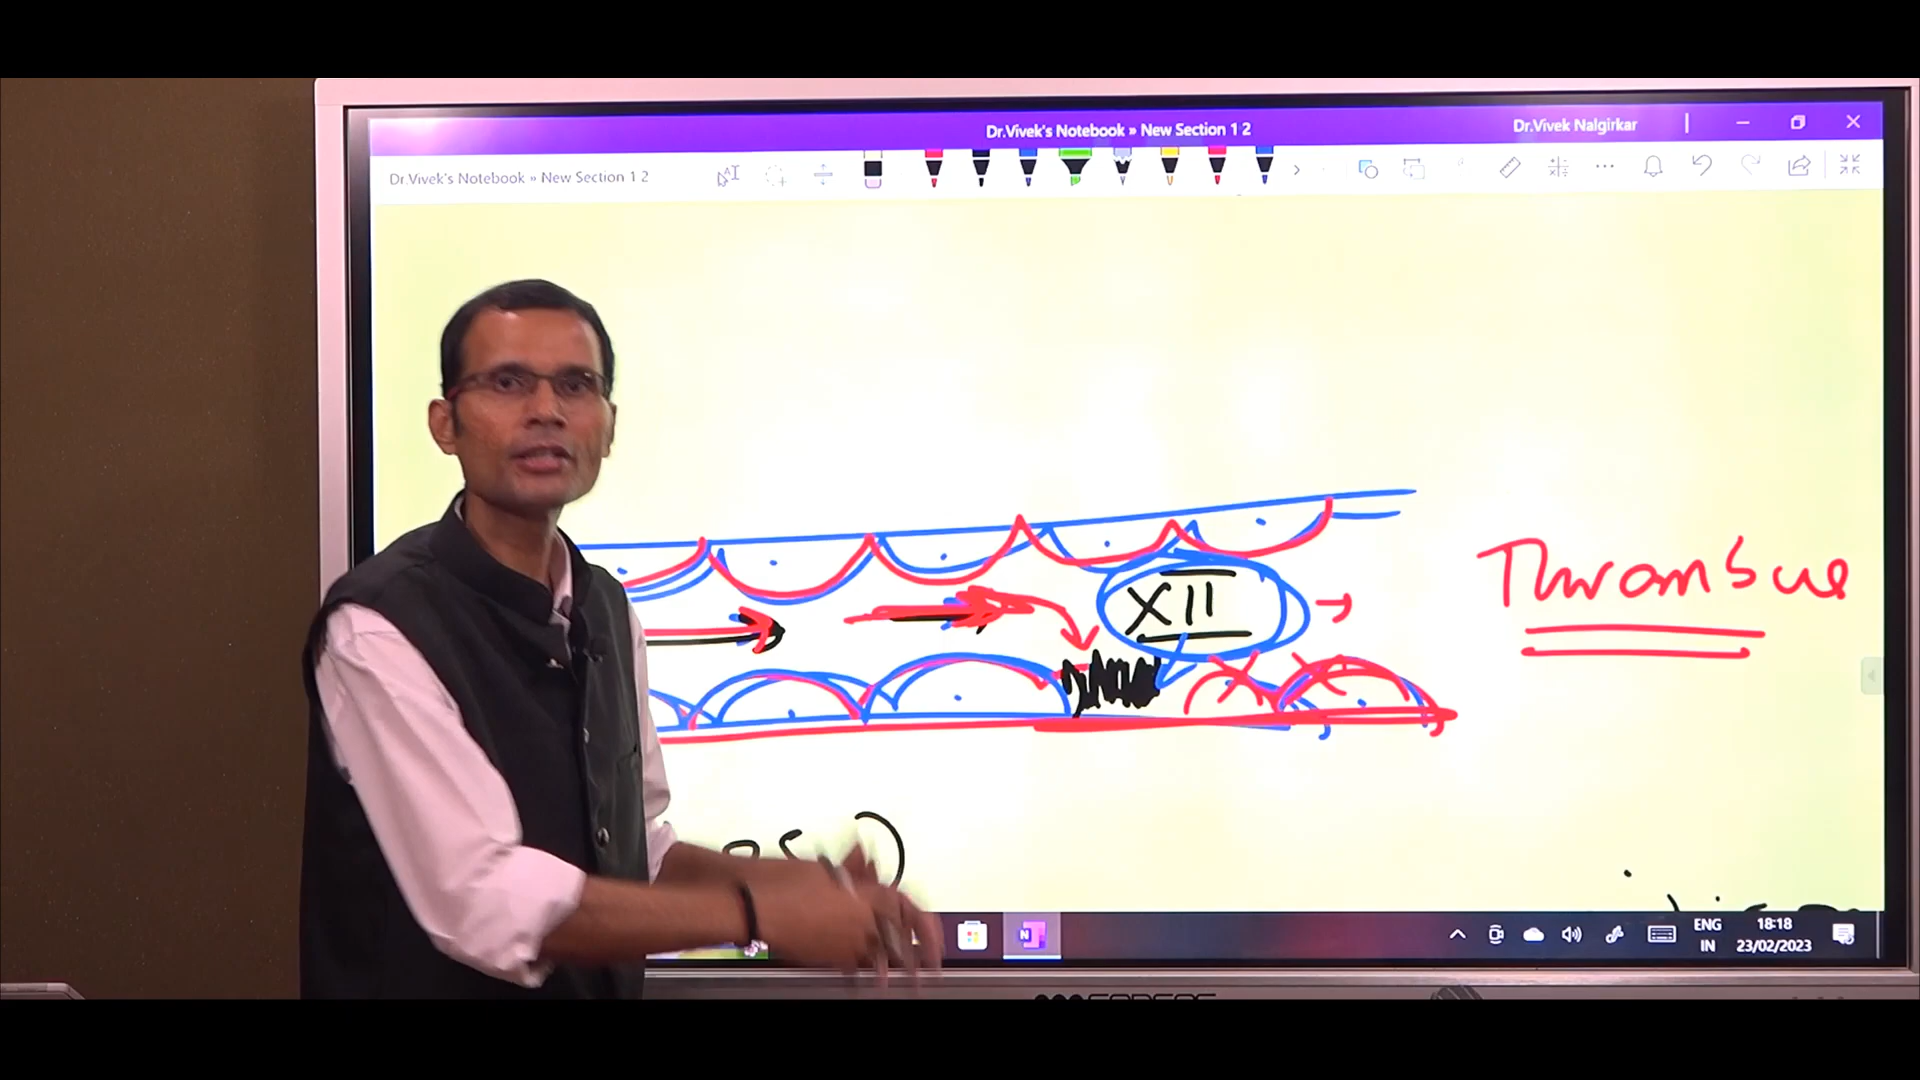 Dr.Vivek's Notebook » New Section 1 2
Dr.Vivek Nalgirkar
Dr.Vivek's Notebook » New Section 1 2
XII
Thrombus
ENG
IN
18:18
23/02/2023